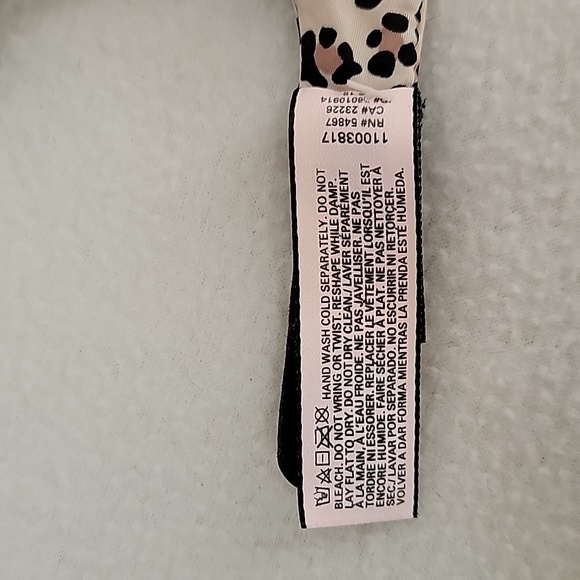 11003817
RN# 54867
CA# 23226
HAND WASH COLD SEPARATELY. DO NOT
BLEACH. DO NOT WRING OR TWIST. RESHAPE WHILE DAMP.
LAY FLAT TO DRY. DO NOT DRY CLEAN./ LAVER SÉPARÉMENT
À LA MAIN, À L'EAU FROIDE. NE PAS JAVELLISER. NE PAS
TORDRE NI ESSORER. REPLACER LE VÊTEMENT LORSQU'IL EST
ENCORE HUMIDE. FAIRE SÉCHER À PLAT. NE PAS NETTOYER À
SEC./ LAVAR POR SEPARADO. NO ESCURRIR NI RETORCER.
VOLVER A DAR FORMA MIENTRAS LA PRENDA ESTÉ HÚMEDA.